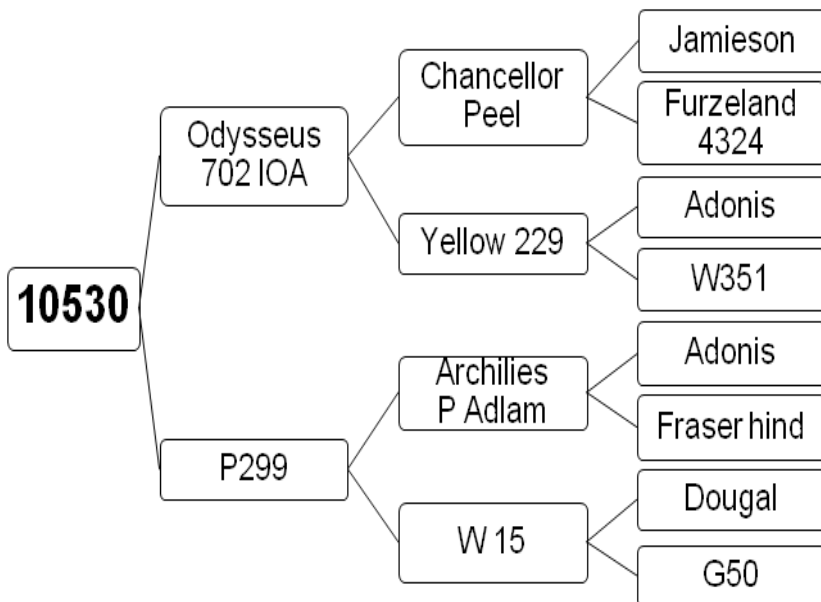 Jamieson
Chancellor
Peel
Furzeland
4324
Odysseus
702 IOA
Adonis
Yellow 229
W351
10530
Adonis
Archilies
P Adlam
Fraser hind
P299
Dougal
W 15
G50